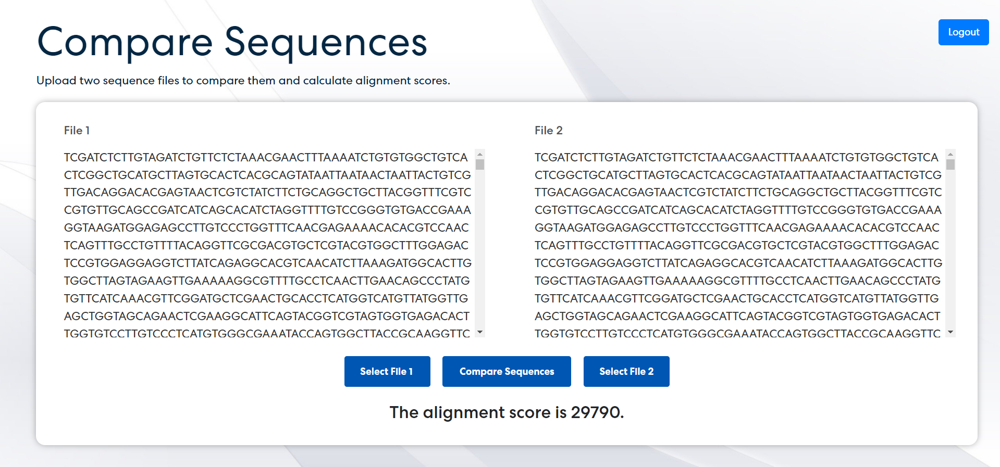 Compare Sequences
Logout
Upload two sequence files to compare them and calculate alignment scores.
File 1
TCGATCTCTTGTAGATCTGTTCTCTAAACGAACTTTAAAATCTGTGTGGCTGTCA
CTCGGCTGCATGCTTAGTGCACTCACGCAGTATAATTAATAACTAATTACTGTCG
TTGACAGGACACGAGTAACTCGTCTATCTTCTGCAGGCTGCTTACGGTTTCGTC
CGTGTTGCAGCCGATCATCAGCACATCTAGGTTTTGTCCGGGTGTGACCGAAA
GGTAAGATGGAGAGCCTTGTCCCTGGTTTCAACGAGAAAACACACGTCCAAC
TCAGTTTGCCTGTTTTACAGGTTCGCGACGTGCTCGTACGTGGCTTTGGAGAC
TCCGTGGAGGAGGTCTTATCAGAGGCACGTCAACATCTTAAAGATGGCACTTG
TGGCTTAGTAGAAGTTGAAAAAGGCGTTTTGCCTCAACTTGAACAGCCCTATG
TGTTCATCAAACGTTCGGATGCTCGAACTGCACCTCATGGTCATGTTATGGTTG
AGCTGGTAGCAGAACTCGAAGGCATTCAGTACGGTCGTAGTGGTGAGACACT
TGGTGTCCTTGTCCCTCATGTGGGCGAAATACCAGTGGCTTACCGCAAGGTTC
File 2
TCGATCTCTTGTAGATCTGTTCTCTAAACGAACTTTAAAATCTGTGTGGCTGTCA
CTCGGCTGCATGCTTAGTGCACTCACGCAGTATAATTAATAACTAATTACTGTCG
TTGACAGGACACGAGTAACTCGTCTATCTTCTGCAGGCTGCTTACGGTTTCGTC
CGTGTTGCAGCCGATCATCAGCACATCTAGGTTTTGTCCGGGTGTGACCGAAA
GGTAAGATGGAGAGCCTTGTCCCTGGTTTCAACGAGAAAACACACGTCCAAC
TCAGTTTGCCTGTTTTACAGGTTCGCGACGTGCTCGTACGTGGCTTTGGAGAC
TCCGTGGAGGAGGTCTTATCAGAGGCACGTCAACATCTTAAAGATGGCACTTG
TGGCTTAGTAGAAGTTGAAAAAGGCGTTTTGCCTCAACTTGAACAGCCCTATG
TGTTCATCAAACGTTCGGATGCTCGAACTGCACCTCATGGTCATGTTATGGTTG
AGCTGGTAGCAGAACTCGAAGGCATTCAGTACGGTCGTAGTGGTGAGACACT
TGGTGTCCTTGTCCCTCATGTGGGCGAAATACCAGTGGCTTACCGCAAGGTTC
Select File 1
Compare Sequences
Select File 2
The alignment score is 29790.